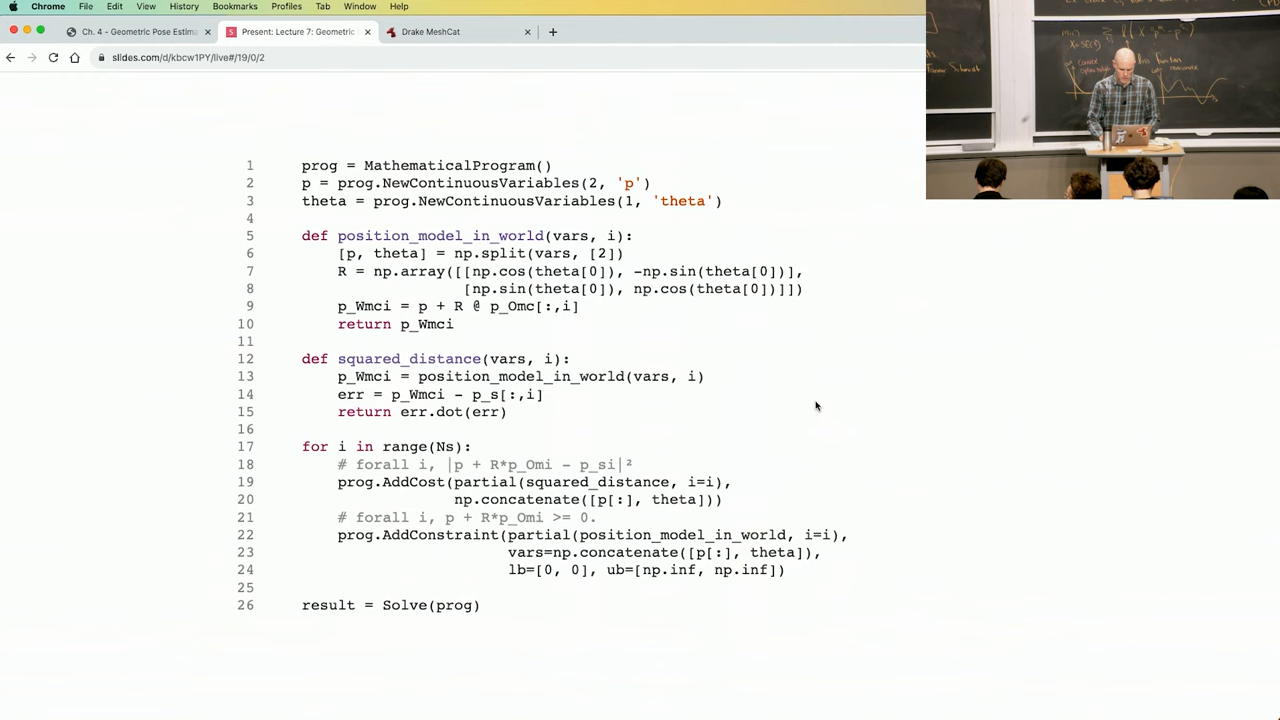 Chrome File Edit View History Bookmarks Profiles Tab Window Help
Ch. 4 - Geometric Pose Estima
Present: Lecture 7: Geometric
Drake MeshCat
slides.com/d/kbcw1PY/live#/19/0/2
1 prog = MathematicalProgram()
2 p = prog.NewContinuousVariables(2, 'p')
3 theta = prog.NewContinuousVariables(1, 'theta')
4
5 def position_model_in_world(vars, i):
6 [p, theta] = np.split(vars, [2])
7 R = np.array([[np.cos(theta[0]), -np.sin(theta[0])],
8 [np.sin(theta[0]), np.cos(theta[0])]])
9 p_Wmci = p + R @ p_Omc[:,i]
10 return p_Wmci
11
12 def squared_distance(vars, i):
13 p_Wmci = position_model_in_world(vars, i)
14 err = p_Wmci - p_s[:,i]
15 return err.dot(err)
16
17 for i in range(Ns):
18 # forall i, |p + R*p_Omi - p_si|²
19 prog.AddCost(partial(squared_distance, i=i),
20 np.concatenate([p[:], theta]))
21 # forall i, p + R*p_Omi >= 0.
22 prog.AddConstraint(partial(position_model_in_world, i=i),
23 vars=np.concatenate([p[:], theta]),
24 lb=[0, 0], ub=[np.inf, np.inf])
25
26 result = Solve(prog)
min
convex
Loss function
nonconvex
Schmidt